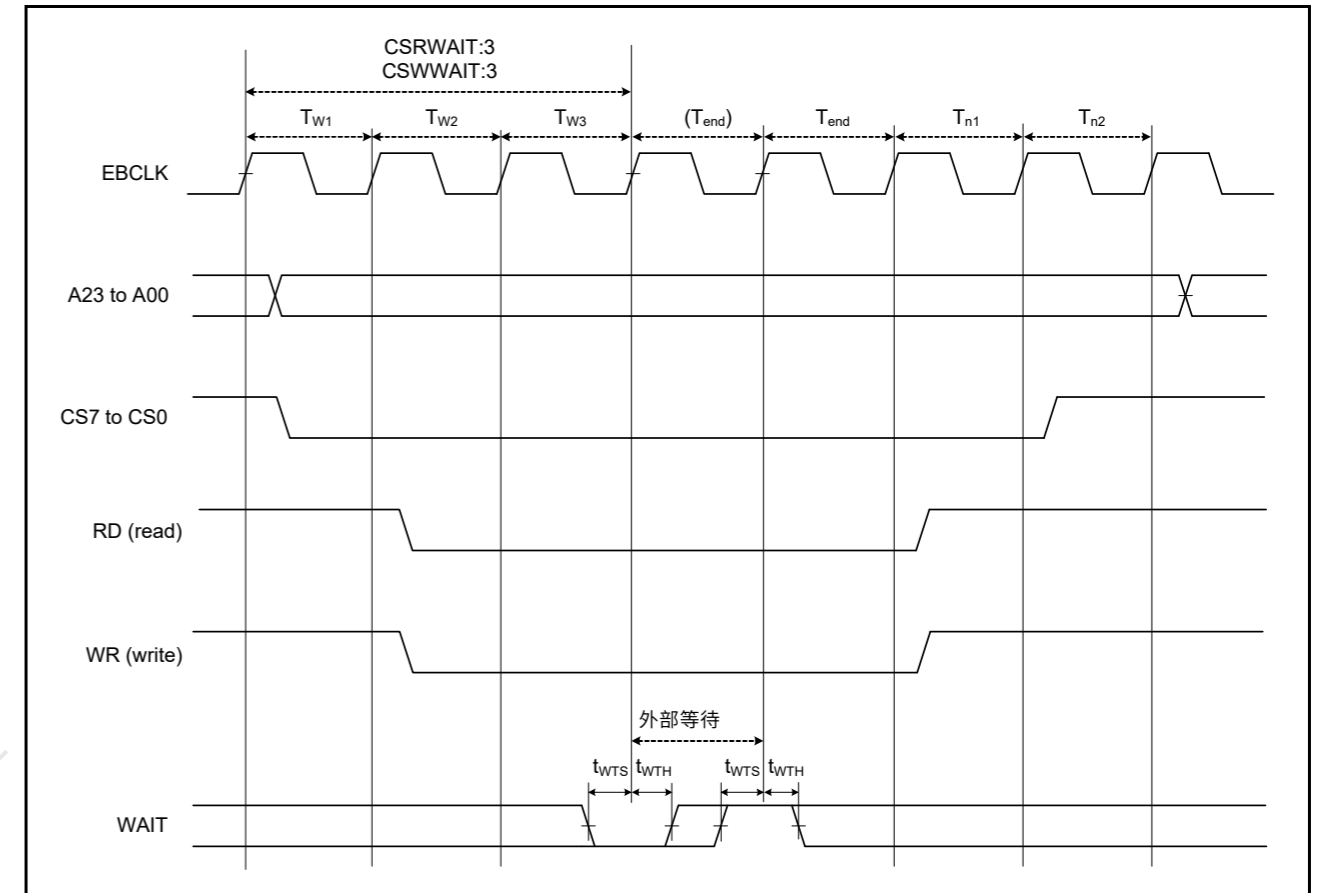 CSRWAIT:3
CSWWAIT:3
TW1 TW2 TW3 (Tend) Tend Tn1 Tn2
EBCLK
A23 to A00
CS7 to CS0
RD (read)
WR (write)
外部等待
tWTS tWTH tWTS tWTH
WAIT